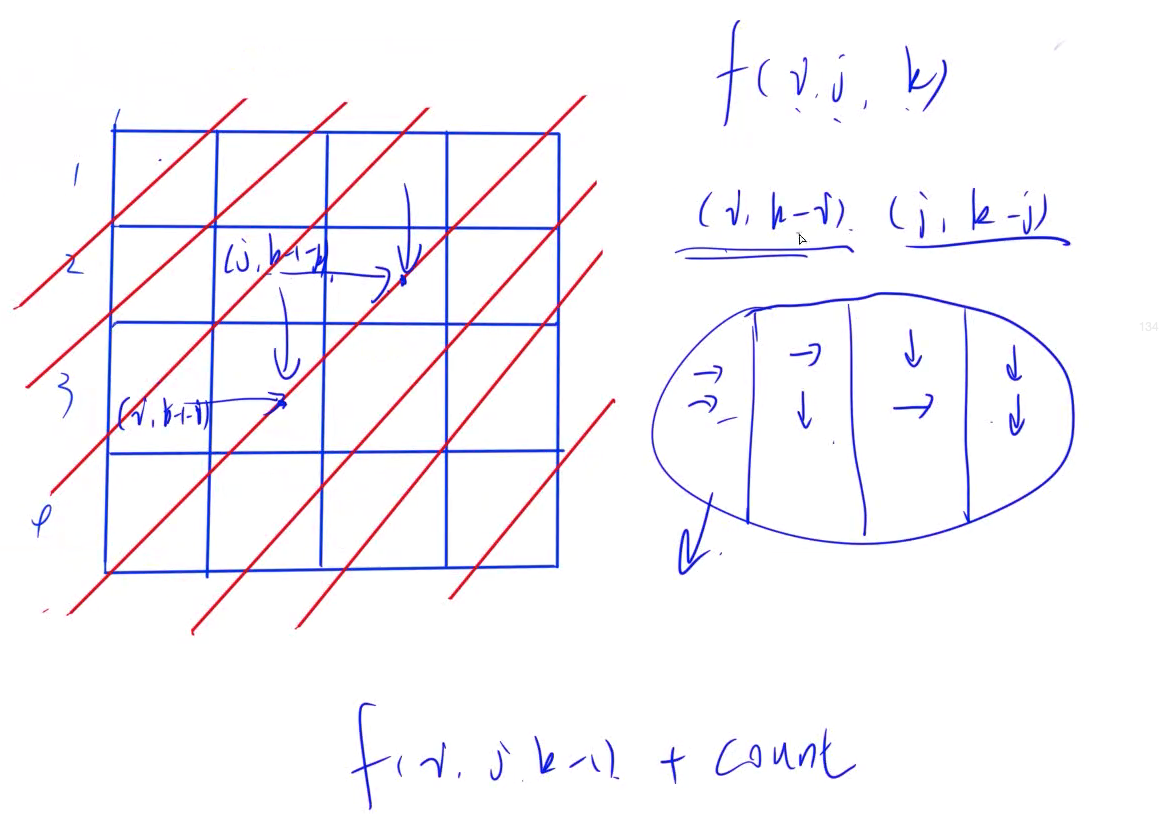 f(i, j, k)
(i, k-i). (j, k-j)
1
2
3
4
(j, k-1-j)
(i, k-1-i)
134
f(i, j, k-1) + count